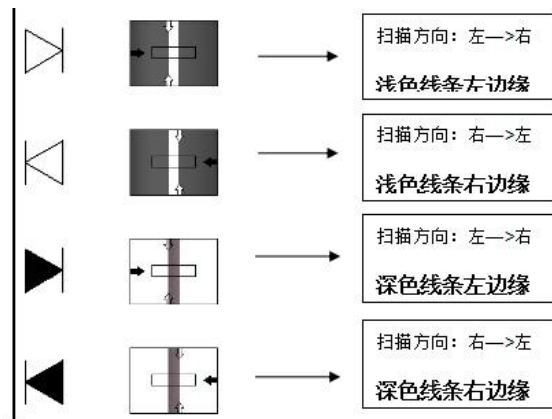 扫描方向：左—>右
浅色线条左边缘
扫描方向：右—>左
浅色线条右边缘
扫描方向：左—>右
深色线条左边缘
扫描方向：右—>左
深色线条右边缘